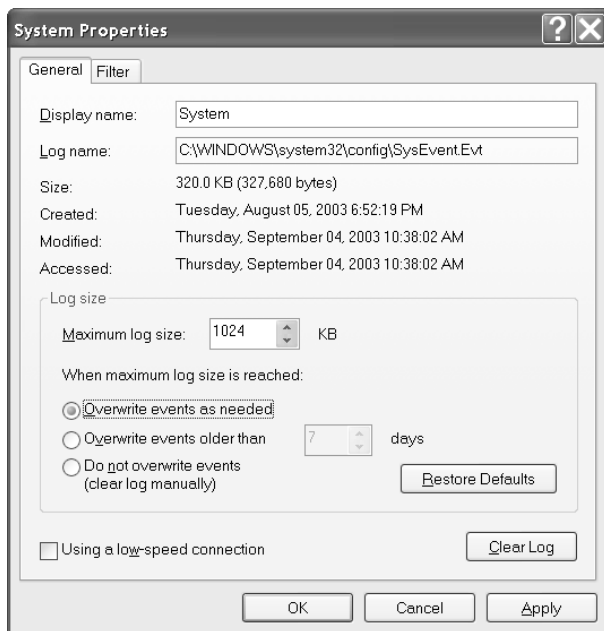 System Properties
General Filter
Display name: System
Log name: C:\WINDOWS\system32\config\SysEvent.Evt
Size: 320.0 KB (327,680 bytes)
Created: Tuesday, August 05, 2003 6:52:19 PM
Modified: Thursday, September 04, 2003 10:38:02 AM
Accessed: Thursday, September 04, 2003 10:38:02 AM
Log size
Maximum log size: 1024 KB
When maximum log size is reached:
Overwrite events as needed
Overwrite events older than 7 days
Do not overwrite events
(clear log manually)
Restore Defaults
Using a low-speed connection
Clear Log
OK Cancel Apply